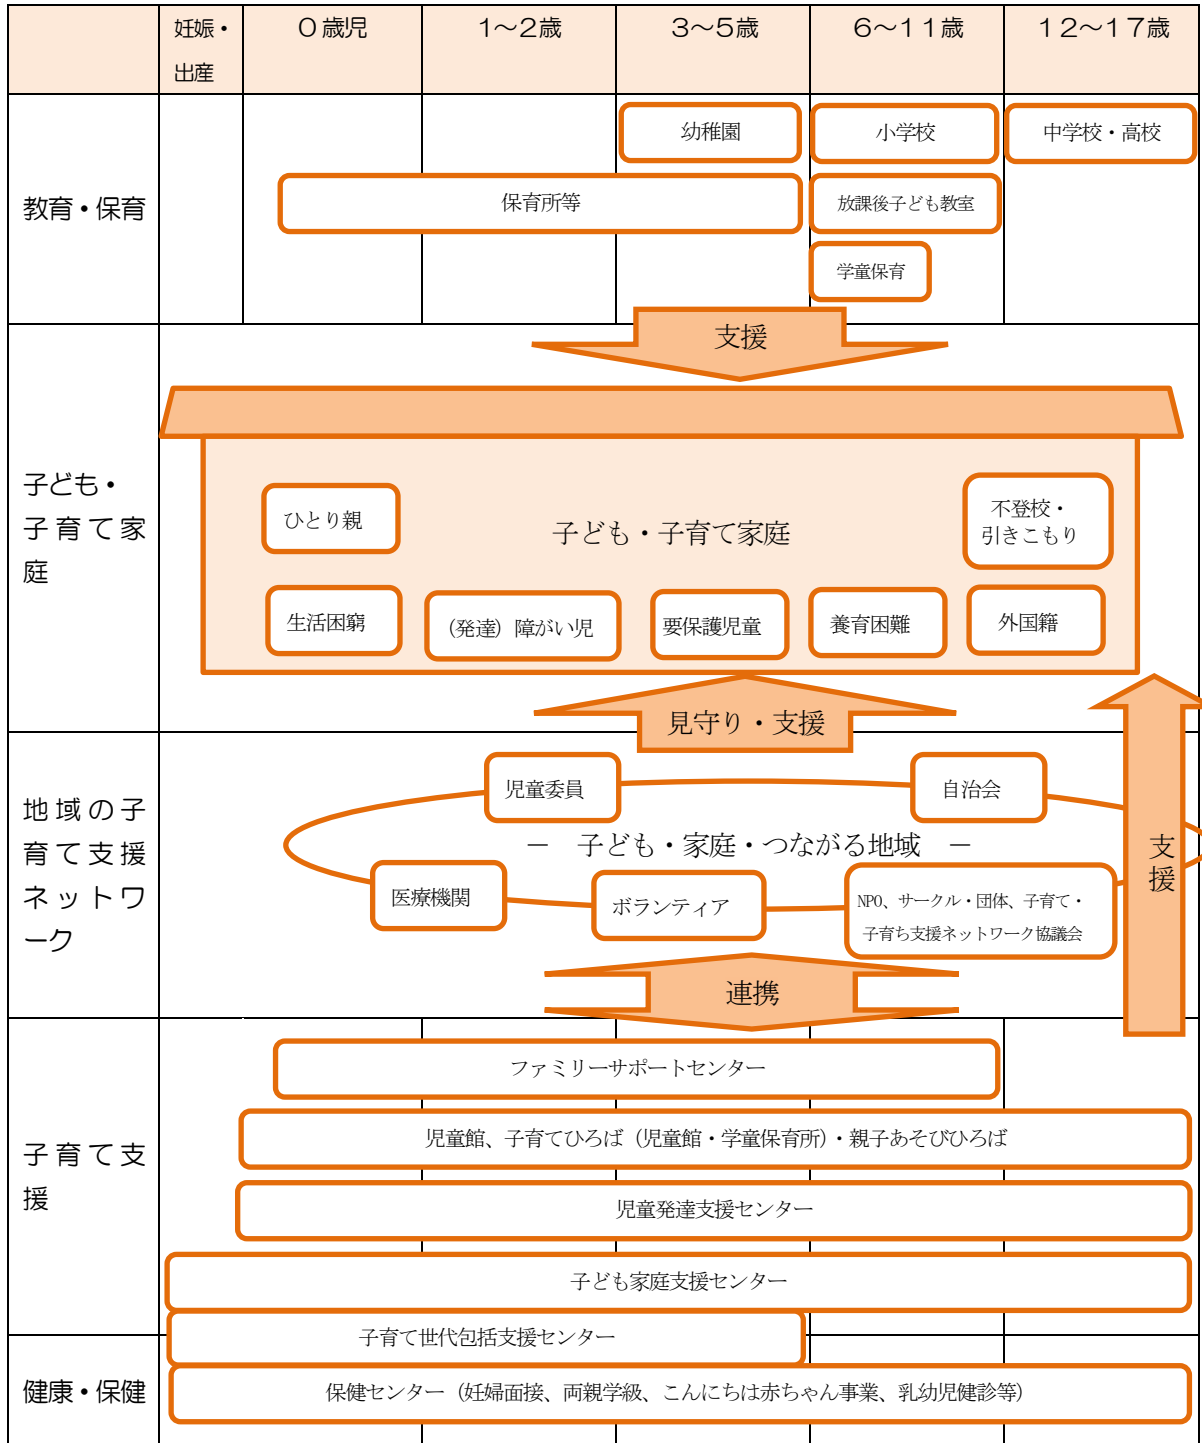 妊娠・
出産
０歳児
１～２歳
３～５歳
６～１１歳
１２～１７歳
教育・保育
幼稚園
小学校
中学校・高校
保育所等
放課後子ども教室
学童保育
支援
子ども・
子育て家
庭
ひとり親
子ども・子育て家庭
不登校・
引きこもり
生活困窮
（発達）障がい児
要保護児童
養育困難
外国籍
見守り・支援
地域の子
育て支援
ネットワ
ーク
児童委員
自治会
－　子ども・家庭・つながる地域　－
医療機関
ボランティア
NPO、サークル・団体、子育て・
子育ち支援ネットワーク協議会
支援
連携
子育て支
援
ファミリーサポートセンター
児童館、子育てひろば（児童館・学童保育所）・親子あそびひろば
児童発達支援センター
子ども家庭支援センター
子育て世代包括支援センター
健康・保健
保健センター（妊婦面接、両親学級、こんにちは赤ちゃん事業、乳幼児健診等）